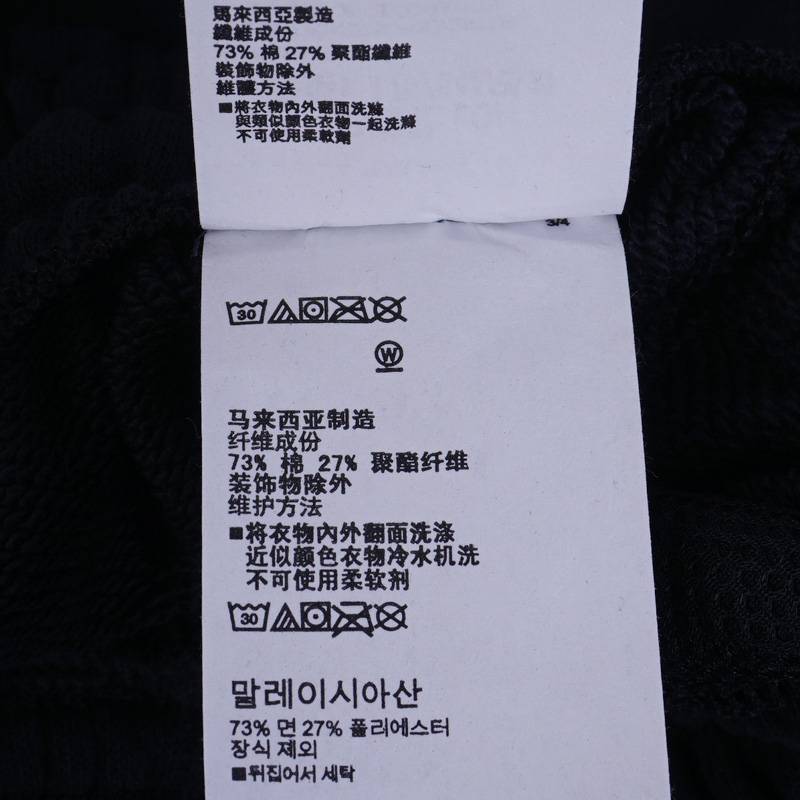 馬來西亞製造
纖維成份
73% 棉 27% 聚酯纖維
裝飾物除外
維護方法
■將衣物內外翻面洗滌
與類似顏色衣物一起洗滌
不可使用柔軟劑
3/4
30
W
马来西亚制造
纤维成份
73% 棉 27% 聚酯纤维
装饰物除外
维护方法
■将衣物内外翻面洗涤
近似颜色衣物冷水机洗
不可使用柔软剂
30
말레이시아산
73% 면 27% 폴리에스터
장식 제외
■뒤집어서 세탁